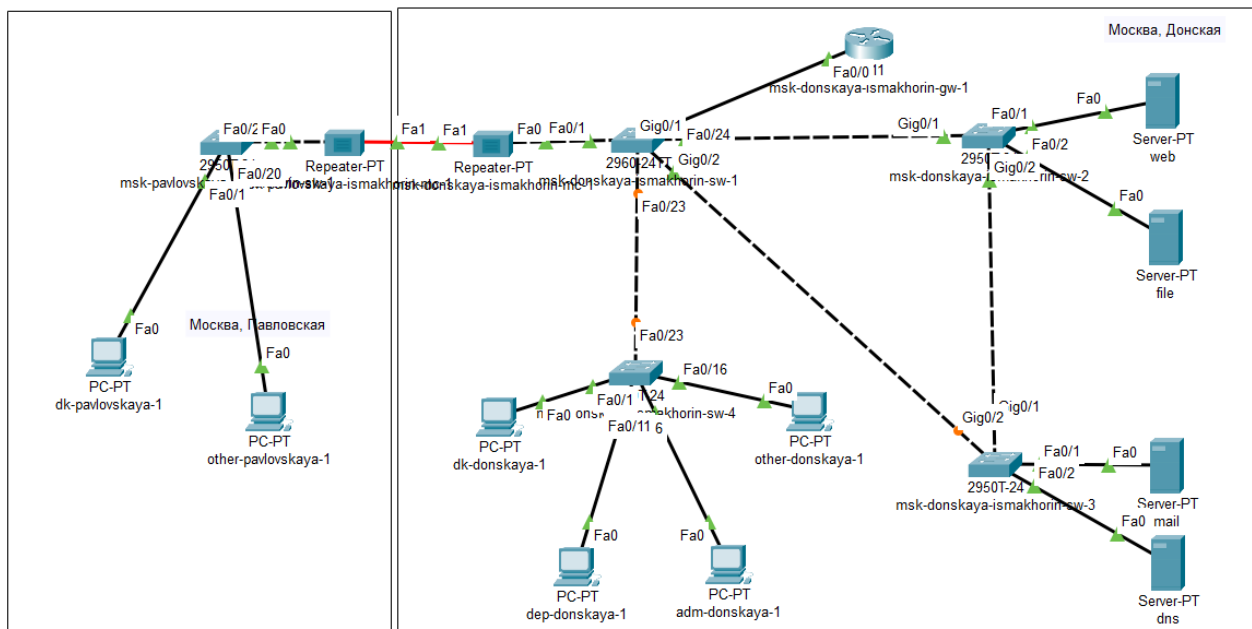 Москва, Донская
Москва, Павловская
Fa0/2
Fa0
Fa0/20
Fa0/1
Repeater-PT
Fa1
Fa1
Repeater-PT
msk-donskaya-ismakhorin-mc-1
Fa0
Fa0/1
Gig0/1
Fa0/24
Gig0/2
msk-donskaya-ismakhorin-sw-1
Fa0/23
Fa0/0
msk-donskaya-ismakhorin-gw-1
Gig0/1
Fa0/1
Fa0/2
Gig0/2
msk-donskaya-ismakhorin-sw-2
Fa0
Server-PT
web
Fa0
Server-PT
file
Fa0
PC-PT
dk-pavlovskaya-1
Fa0
PC-PT
other-pavlovskaya-1
Fa0/23
Fa0/1
Fa0/16
Fa0/11
Fa0
PC-PT
dk-donskaya-1
Fa0
PC-PT
other-donskaya-1
Fa0
PC-PT
dep-donskaya-1
Fa0
PC-PT
adm-donskaya-1
Gig0/2
Gig0/1
Fa0/1
Fa0/2
2950T-24
msk-donskaya-ismakhorin-sw-3
Fa0
Server-PT
mail
Fa0
Server-PT
dns